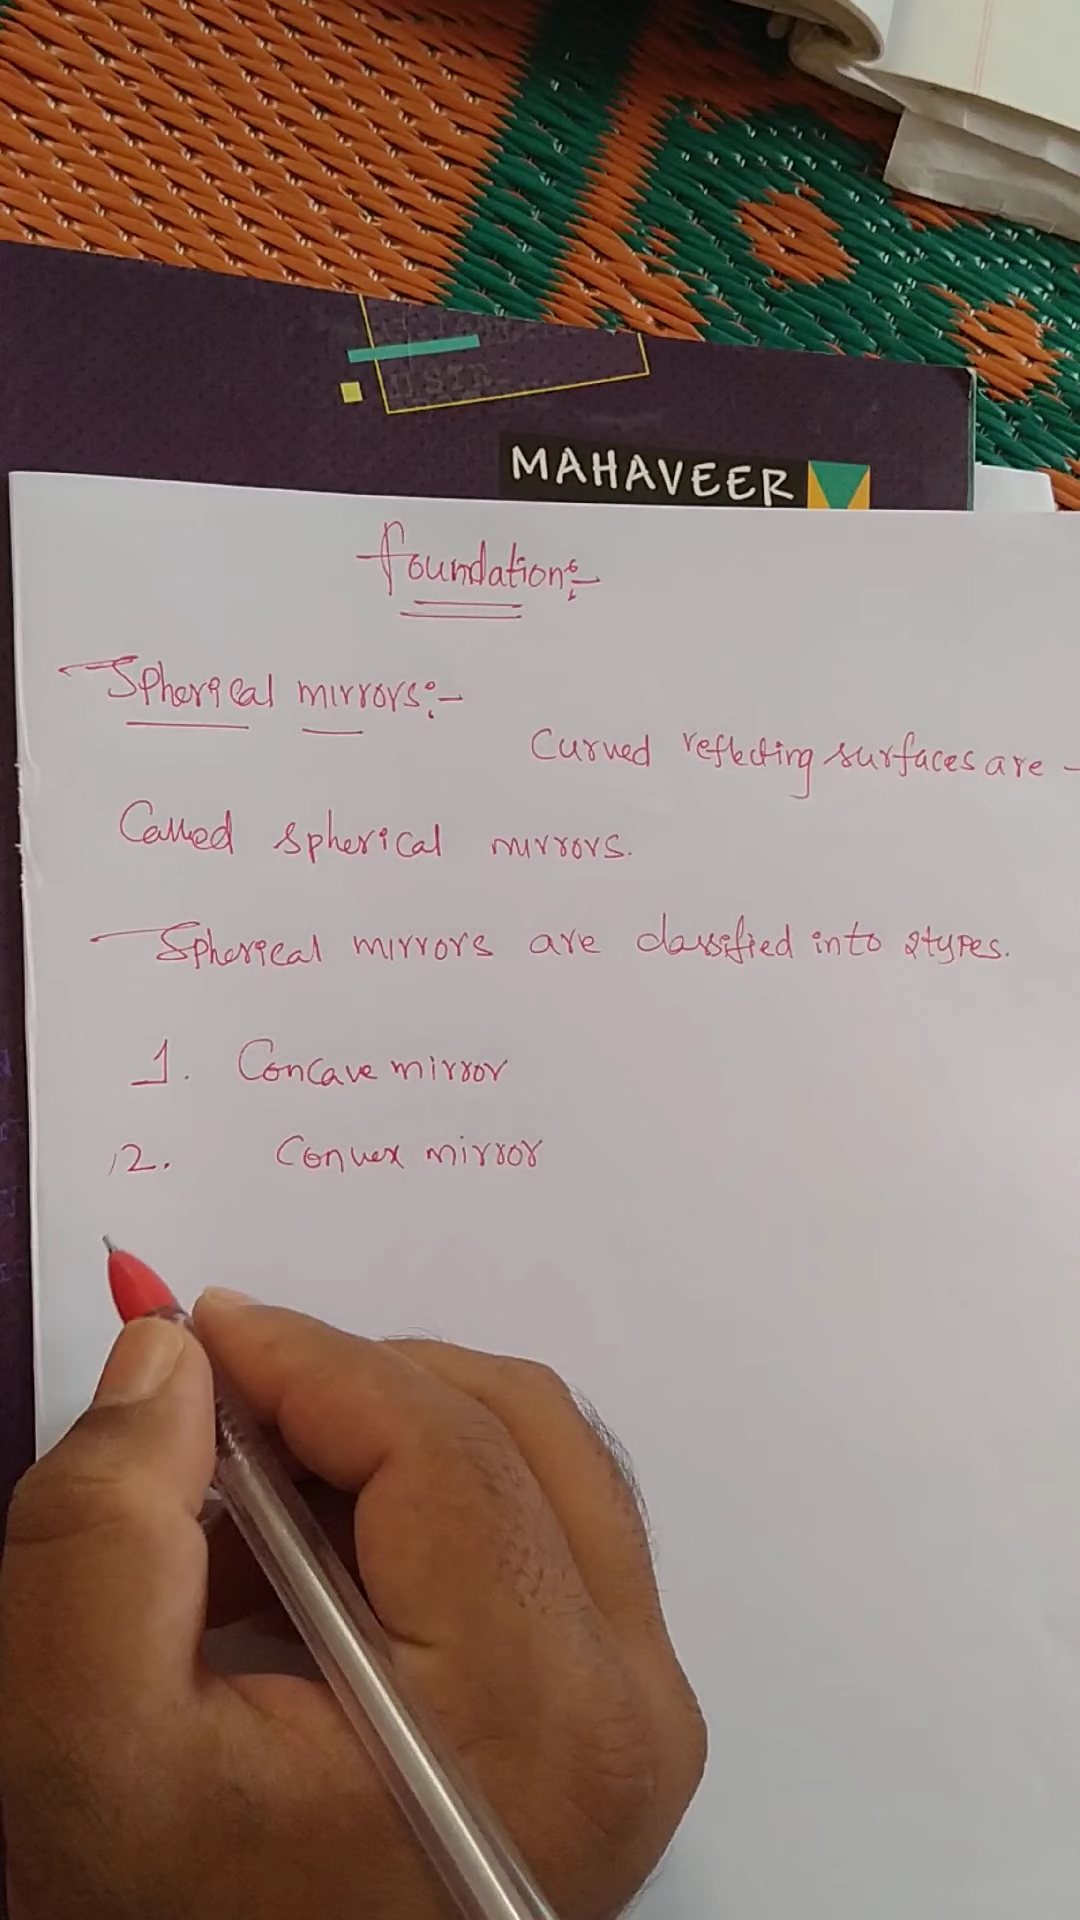 MAHAVEER
foundation:-
Spherical mirrors:-
Curved reflecting surfaces are -
Called spherical mirrors.
Spherical mirrors are classified into 2types.
1. Concave mirror
2. Convex mirror